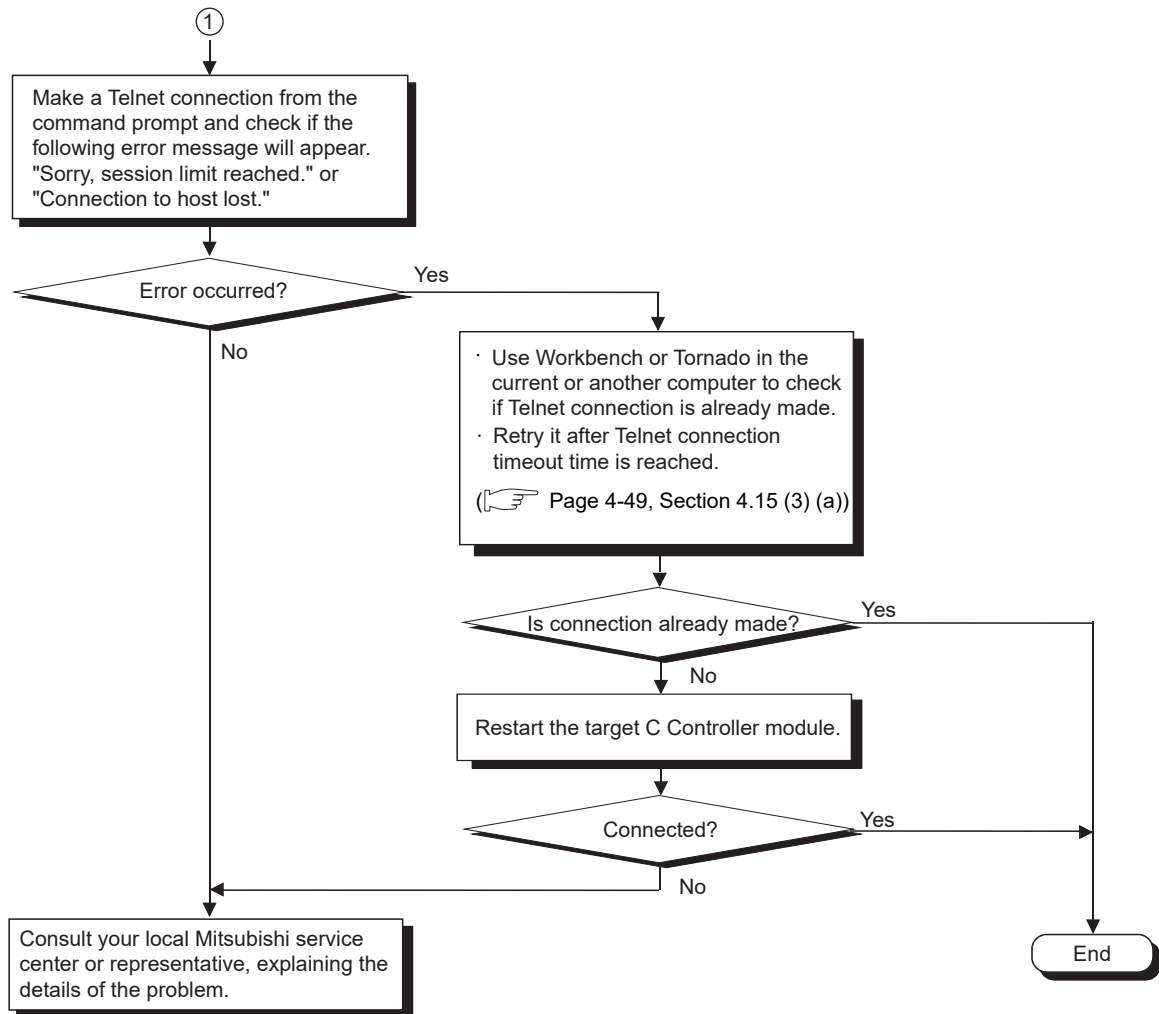 1
Make a Telnet connection from the
command prompt and check if the
following error message will appear.
"Sorry, session limit reached." or
"Connection to host lost."
Error occurred?
Yes
No
· Use Workbench or Tornado in the
current or another computer to check
if Telnet connection is already made.
· Retry it after Telnet connection
timeout time is reached.
( Page 4-49, Section 4.15 (3) (a))
Is connection already made?
Yes
No
Restart the target C Controller module.
Connected?
Yes
No
Consult your local Mitsubishi service
center or representative, explaining the
details of the problem.
End